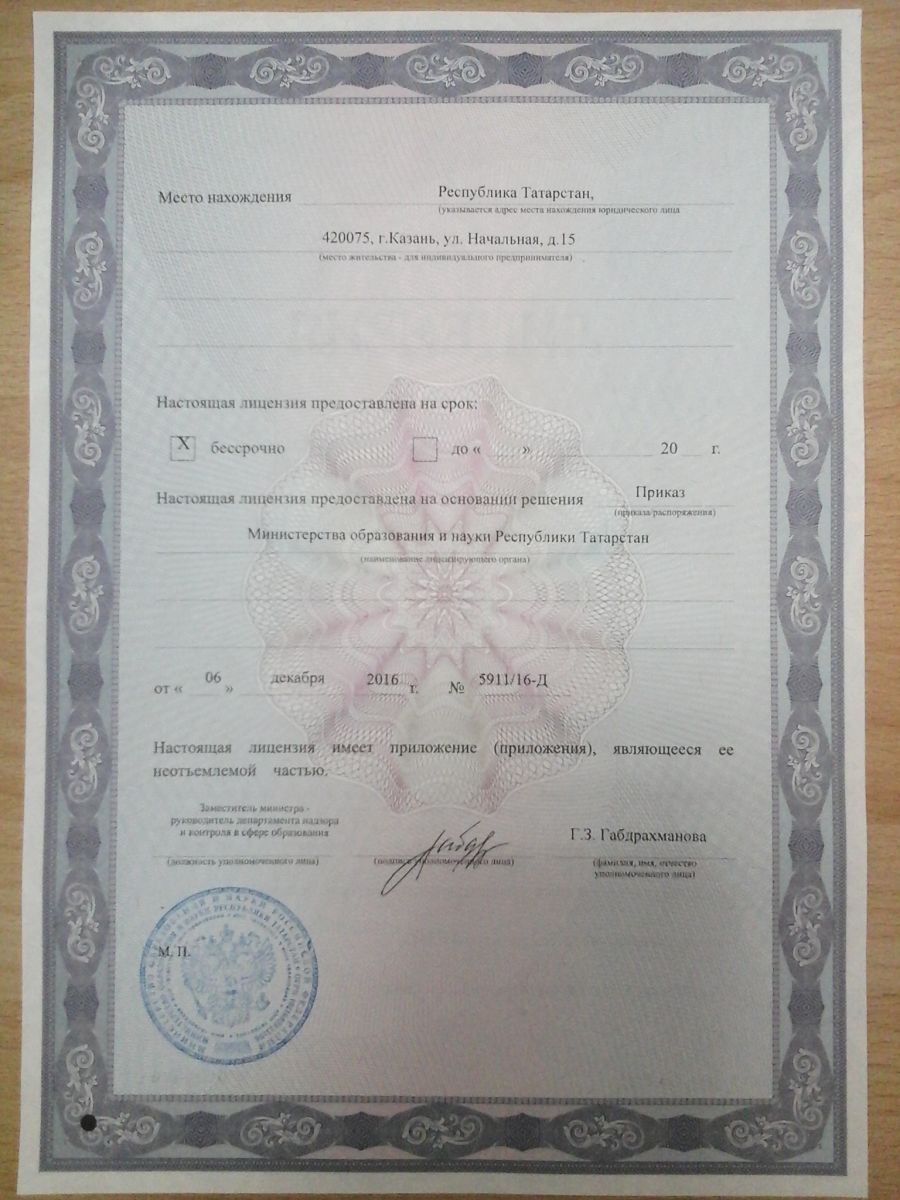 Место нахождения Республика Татарстан,
(указывается адрес места нахождения юридического лица
420075, г.Казань, ул. Начальная, д.15
(место жительства - для индивидуального предпринимателя)
Настоящая лицензия предоставлена на срок:
X бессрочно до « » 20 г.
Настоящая лицензия предоставлена на основании решения Приказ
(приказа/распоряжения)
Министерства образования и науки Республики Татарстан
(наименование лицензирующего органа)
от « 06 » декабря 2016 г. № 5911/16-Д
Настоящая лицензия имеет приложение (приложения), являющееся ее
неотъемлемой частью.
Заместитель министра -
руководитель департамента надзора
и контроля в сфере образования
Г.З. Габдрахманова
(должность уполномоченного лица) (подпись уполномоченного лица) (фамилия, имя, отчество
уполномоченного лица)
М. П.